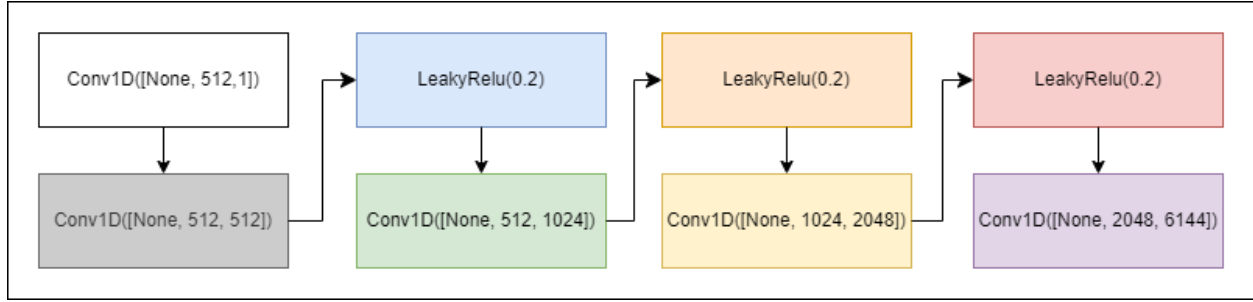 Conv1D([None, 512,1])
Conv1D([None, 512, 512])
LeakyRelu(0.2)
Conv1D([None, 512, 1024])
LeakyRelu(0.2)
Conv1D([None, 1024, 2048])
LeakyRelu(0.2)
Conv1D([None, 2048, 6144])